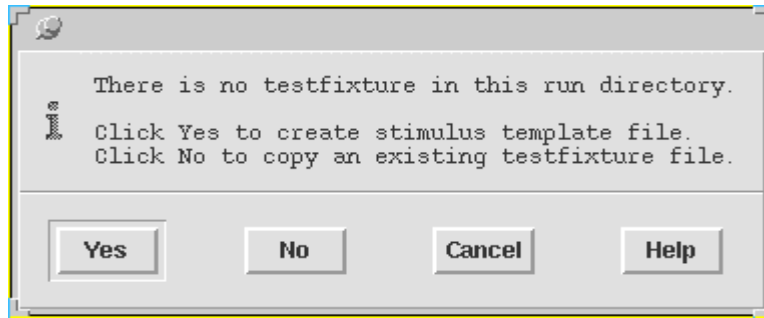 There is no testfixture in this run directory.
Click Yes to create stimulus template file.
Click No to copy an existing testfixture file.
Yes No Cancel Help